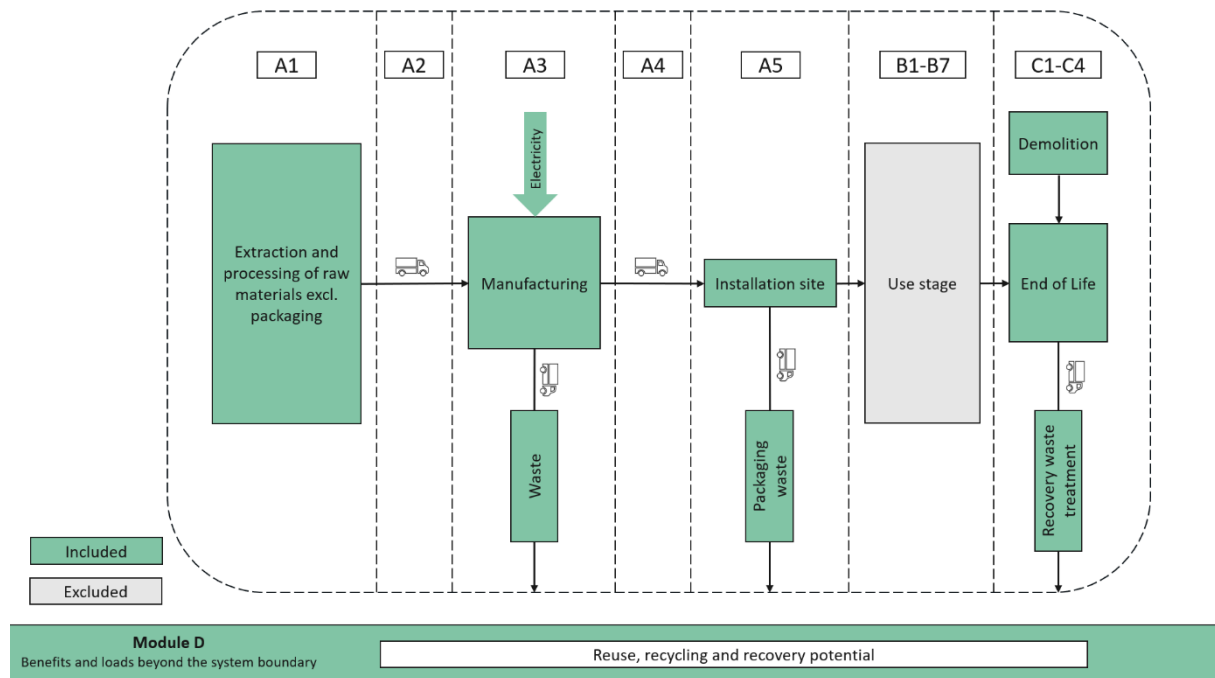 A1
A2
A3
A4
A5
B1-B7
C1-C4
Electricity
Demolition
Extraction and
processing of raw
materials excl.
packaging
Manufacturing
Installation site
Use stage
End of Life
Waste
Packaging
waste
Recovery waste
treatment
Included
Excluded
Module D
Benefits and loads beyond the system boundary
Reuse, recycling and recovery potential